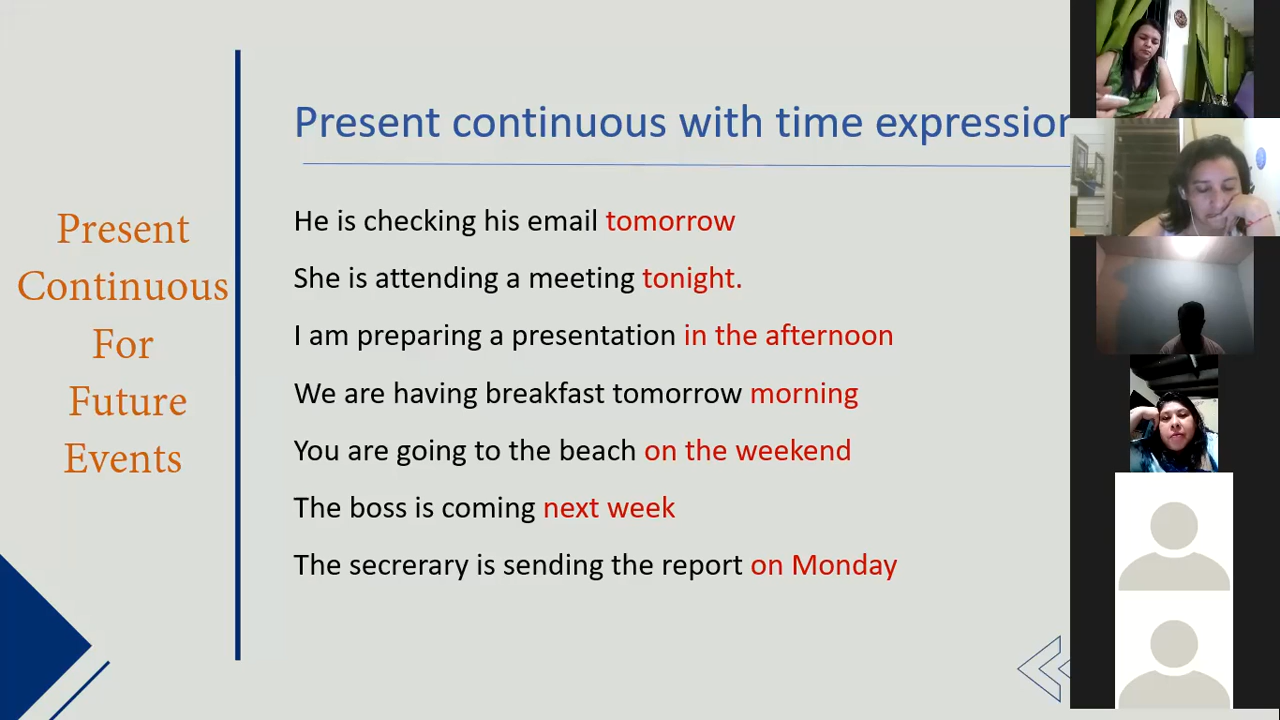 Present continuous with time expression
Present
Continuous
For
Future
Events
He is checking his email tomorrow
She is attending a meeting tonight.
I am preparing a presentation in the afternoon
We are having breakfast tomorrow morning
You are going to the beach on the weekend
The boss is coming next week
The secrerary is sending the report on Monday